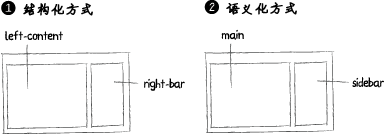 ❶ 结构化方式
left-content
right-bar
❷ 语义化方式
main
sidebar